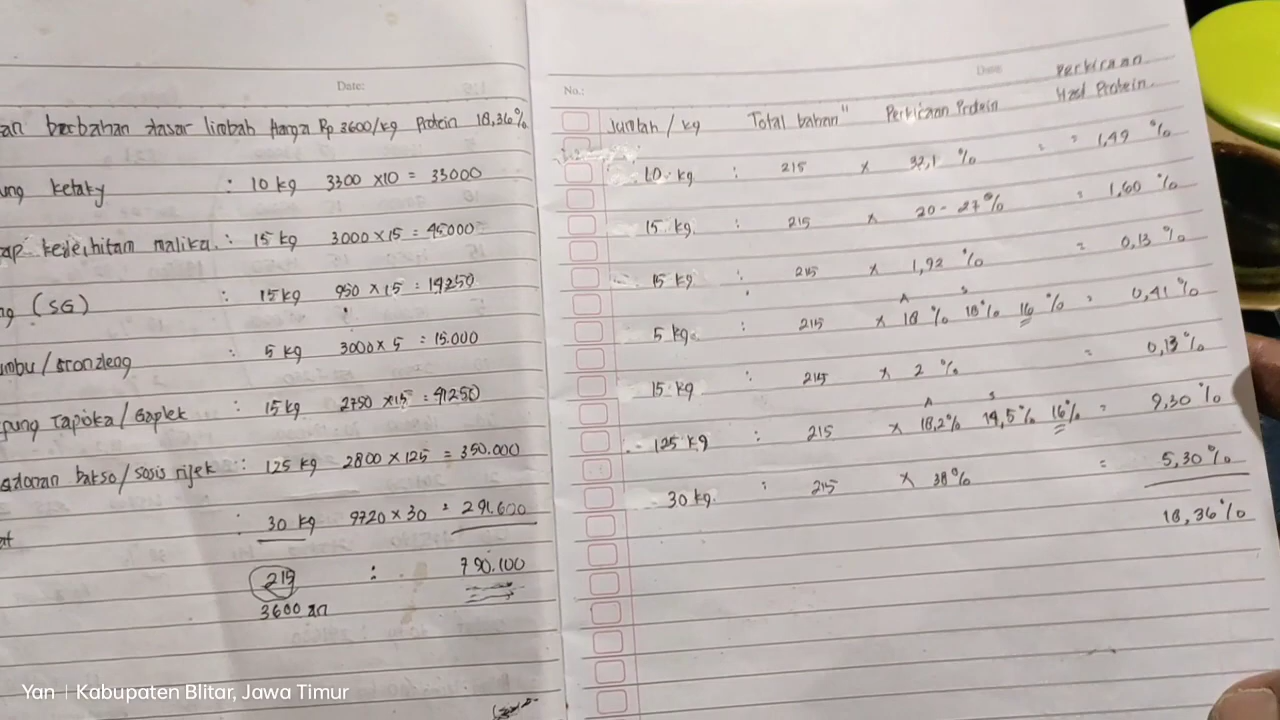 Date:
an berbahan dasar limbah Harga Rp 3600/kg Protein 18,36%
ung ketaky : 10 kg 3300 x10 = 33000
ap kedelehitam malika : 15 kg 3000 x 15 = 45.000
ng (SG) : 15 kg 950 x 15 : 14250
umbu / : 5 kg 3000 x 5 : 15.000
pung Tapioka / Gaplek : 15 kg 2750 x 15 = 41250
adonan bakso / sosis rijek : 125 kg 2800 x 125 = 350.000
at : 30 kg 9720 x 30 = 291.600
215 : 790.100
3600 an
No.:
Date
Jumlah / kg Total bahan" Perkiraan Protein Perkiraan Hasil Protein.
10 kg : 215 x 32,1 % = 1,49 %
15 kg. : 215 x 20 - 27% = 1,60 %
15 kg : 215 x 1,92 % = 0,13 %
A S
5 kg. : 215 x 18 % 18% 16 % = 0,41 %
15 kg : 215 x 2 % = 0,13 %
A S
125 kg : 215 x 18,2% 14,5% 16% = 9,30 %
30 kg. : 215 x 38% = 5,30 %
18,36%
Yan | Kabupaten Blitar, Jawa Timur